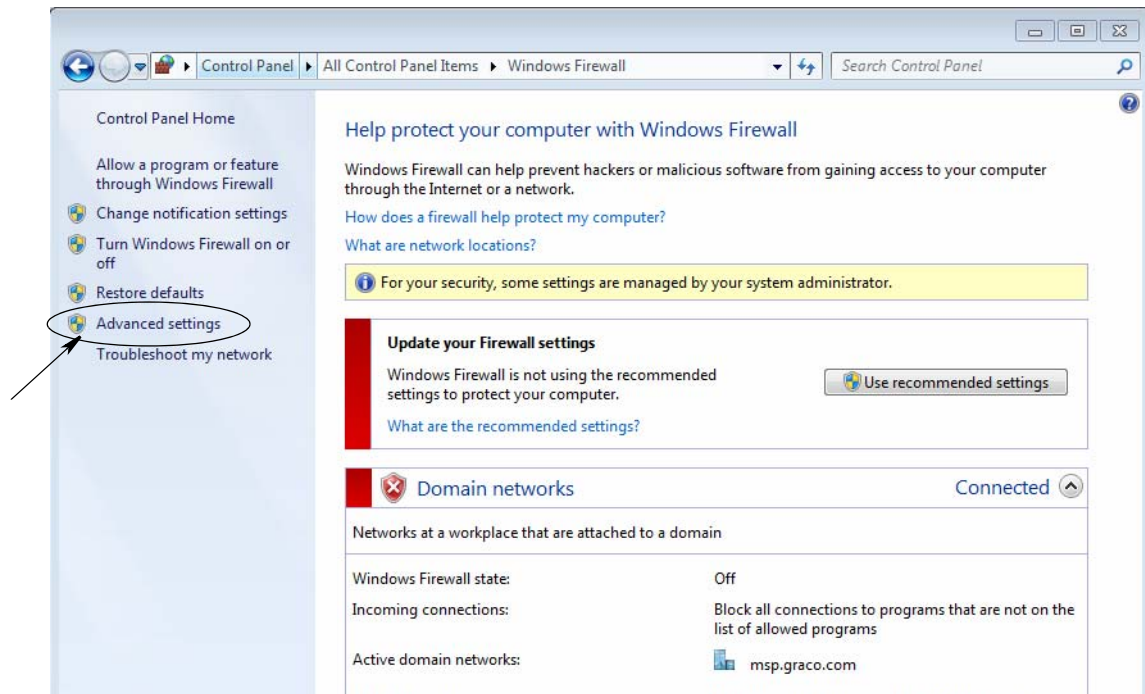 Control Panel
All Control Panel Items
Windows Firewall
Search Control Panel
Control Panel Home
Allow a program or feature
through Windows Firewall
Change notification settings
Turn Windows Firewall on or
off
Restore defaults
Advanced settings
Troubleshoot my network
Help protect your computer with Windows Firewall
Windows Firewall can help prevent hackers or malicious software from gaining access to your computer
through the Internet or a network.
How does a firewall help protect my computer?
What are network locations?
For your security, some settings are managed by your system administrator.
Update your Firewall settings
Windows Firewall is not using the recommended
settings to protect your computer.
Use recommended settings
What are the recommended settings?
Domain networks
Connected
Networks at a workplace that are attached to a domain
Windows Firewall state:
Off
Incoming connections:
Block all connections to programs that are not on the
list of allowed programs
Active domain networks:
msp.graco.com